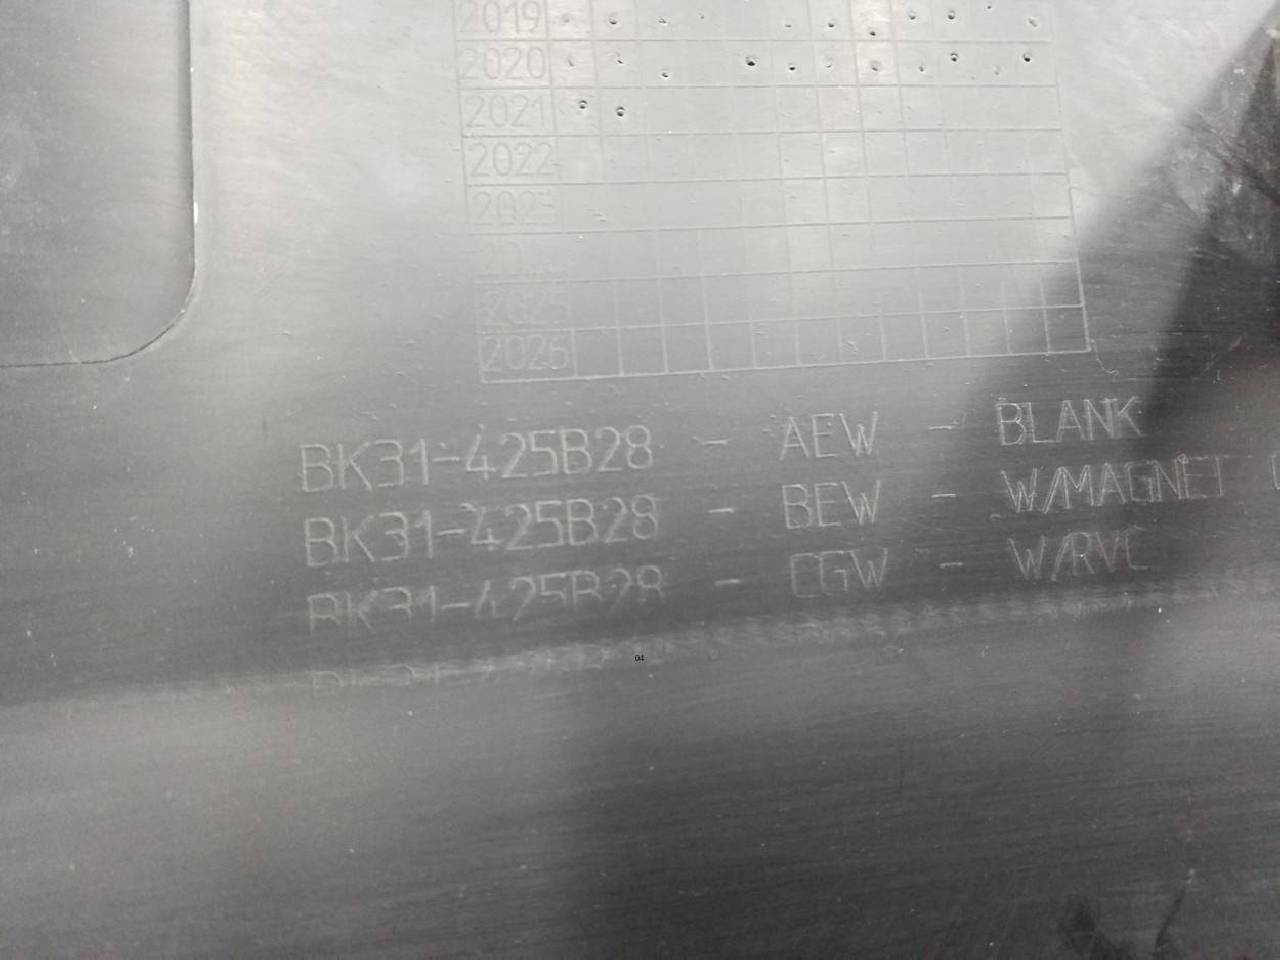 2019
2020
2021
2022
2023
2025
2026
BK31-425B28 - AEW - BLANK
BK31-425B28 - BEW - W/MAGNET
BK31-425B28 - CGW - W/RVC